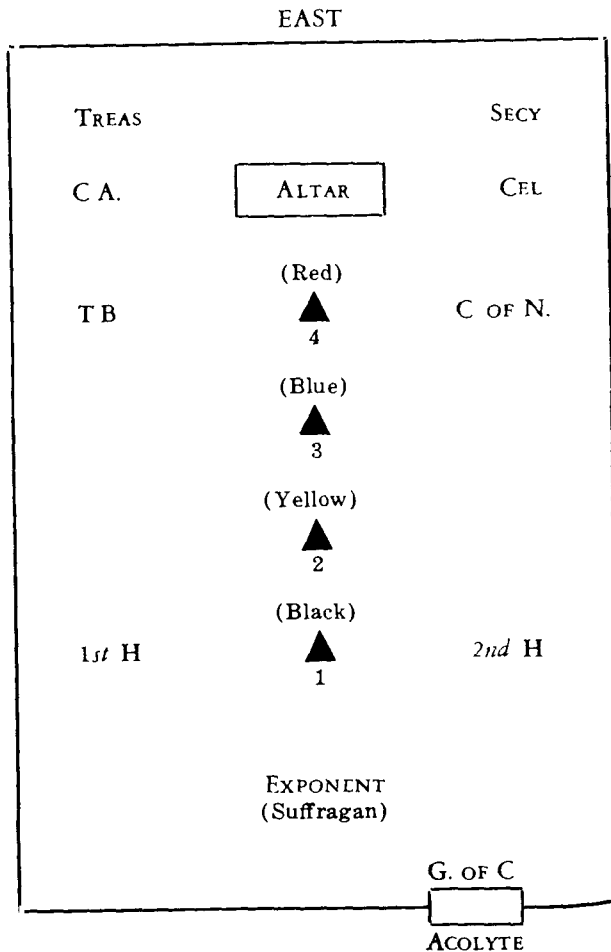 EAST
TREAS SECY
C A. ALTAR CEL
(Red)
T B C OF N.
4
(Blue)
3
(Yellow)
2
(Black)
1st H 2nd H
1
EXPONENT
(Suffragan)
G. OF C
ACOLYTE